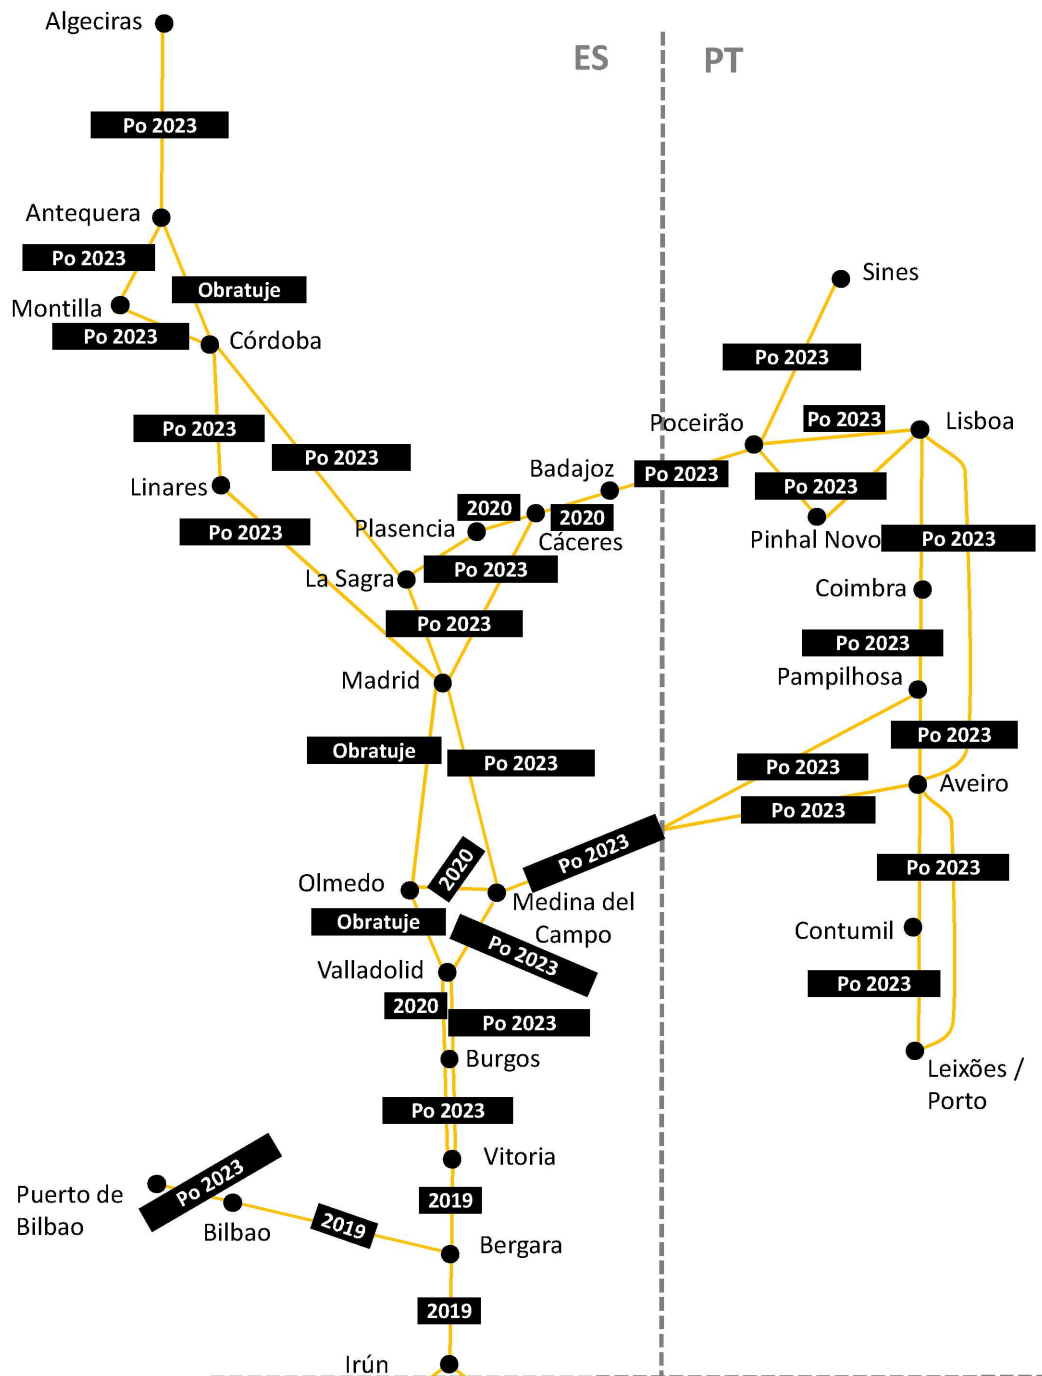 Algeciras
ES
PT
Po 2023
Antequera
Po 2023
Obratuje
Montilla
Po 2023
Córdoba
Sines
Po 2023
Po 2023
Po 2023
Poceirão
Po 2023
Lisboa
Linares
Badajoz
Po 2023
Po 2023
2020
2020
Po 2023
Plasencia
Cáceres
Pinhal Novo
Po 2023
La Sagra
Po 2023
Coimbra
Po 2023
Po 2023
Madrid
Pampilhosa
Obratuje
Po 2023
Po 2023
Po 2023
Aveiro
Po 2023
Po 2023
2020
Po 2023
Olmedo
Medina del
Campo
Obratuje
Po 2023
Contumil
Valladolid
Po 2023
2020
Po 2023
Burgos
Leixões /
Porto
Po 2023
Vitoria
Po 2023
2019
Puerto de
Bilbao
Bilbao
2019
Bergara
2019
Irún